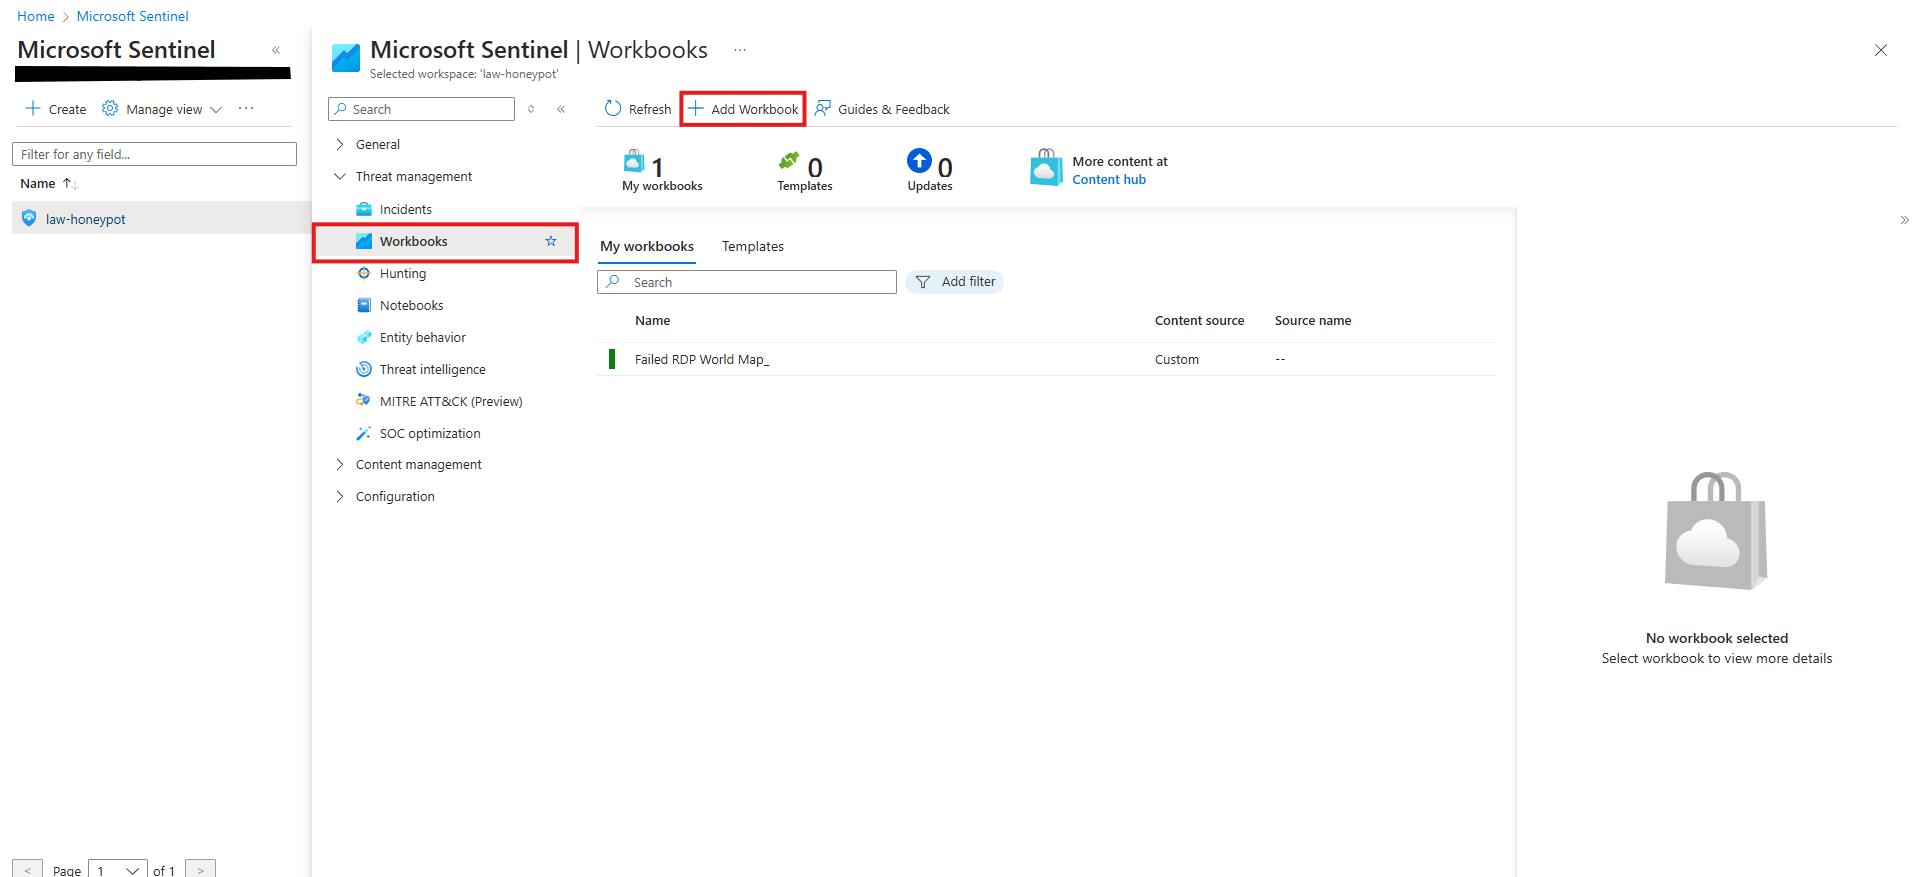 Home > Microsoft Sentinel
Microsoft Sentinel «
+ Create Manage view ···
Filter for any field...
Name ↑↓
law-honeypot
< Page 1 of 1 >
Microsoft Sentinel | Workbooks ···
Selected workspace: 'law-honeypot'
Search «
General
Threat management
Incidents
Workbooks
Hunting
Notebooks
Entity behavior
Threat intelligence
MITRE ATT&CK (Preview)
SOC optimization
Content management
Configuration
Refresh + Add Workbook Guides & Feedback
1
My workbooks
0
Templates
0
Updates
More content at
Content hub
My workbooks Templates
Search Add filter
Name Content source Source name
Failed RDP World Map_ Custom --
»
No workbook selected
Select workbook to view more details